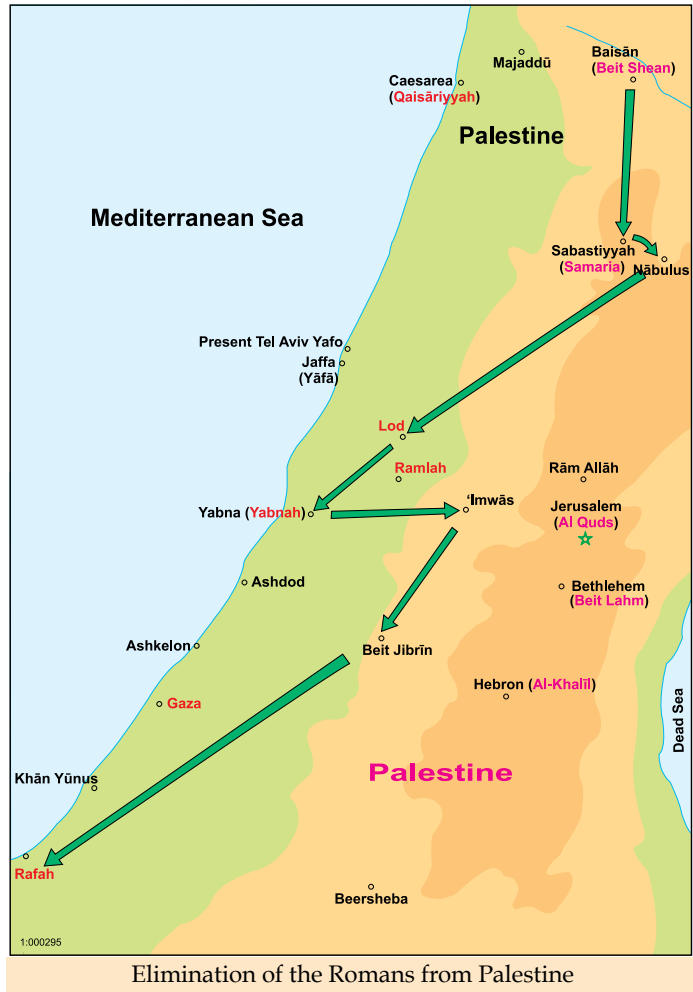 Baisān
(Beit Shean)
Majaddū
Caesarea
(Qaisāriyyah)
Palestine
Mediterranean Sea
Sabastiyyah
(Samaria)
Nābulus
Present Tel Aviv Yafo
Jaffa
(Yāfā)
Lod
Ramlah
Rām Allāh
‘Imwās
Jerusalem
(Al Quds)
Yabna (Yabnah)
Ashdod
Bethlehem
(Beit Lahm)
Ashkelon
Beit Jibrīn
Hebron (Al-Khalīl)
Gaza
Dead Sea
Palestine
Khān Yūnus
Rafah
Beersheba
1:000295
Elimination of the Romans from Palestine